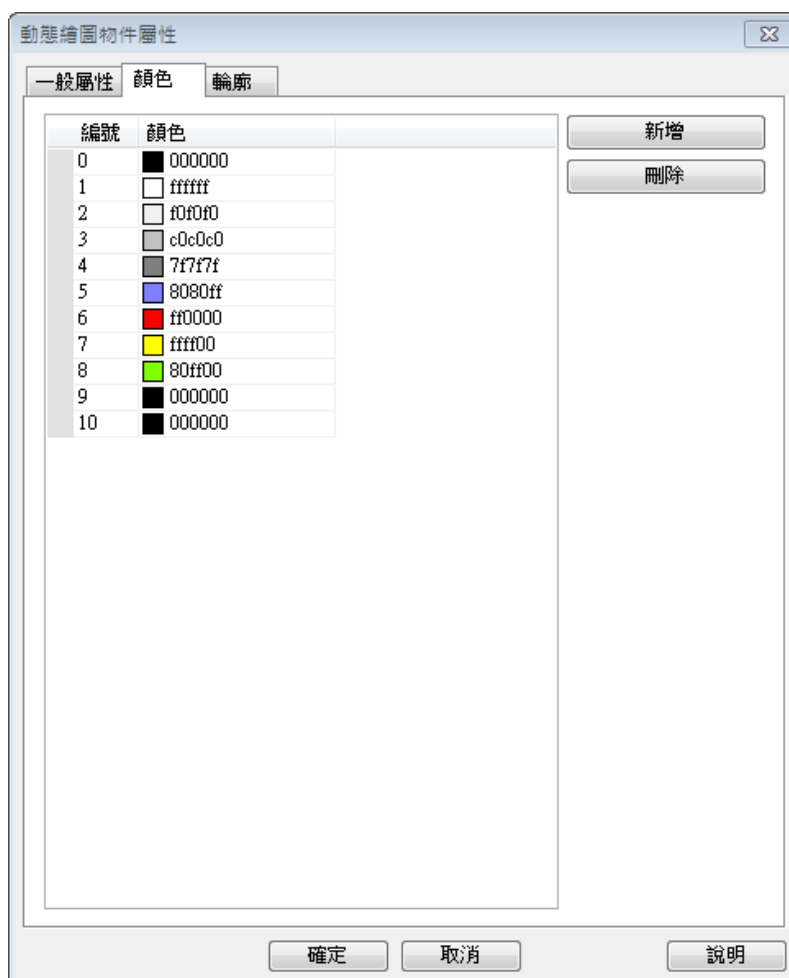 動態繪圖物件屬性
一般屬性 顏色 輪廓
編號 顏色
0 000000
1 ffffff
2 f0f0f0
3 c0c0c0
4 7f7f7f
5 8080ff
6 ff0000
7 ffff00
8 80ff00
9 000000
10 000000
新增
刪除
確定 取消 說明